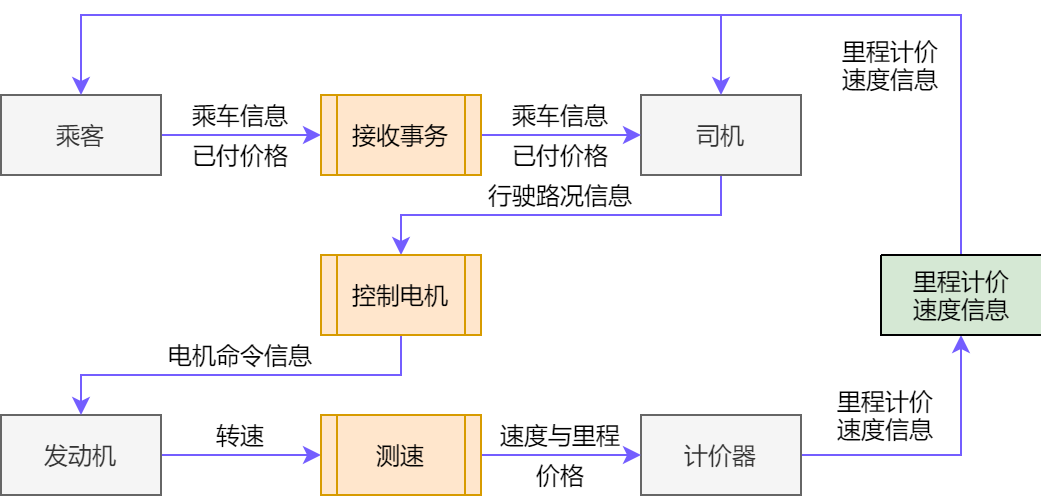 里程计价
速度信息
乘客
乘车信息
已付价格
接收事务
乘车信息
已付价格
司机
行驶路况信息
控制电机
里程计价
速度信息
电机命令信息
发动机
转速
测速
速度与里程
价格
计价器
里程计价
速度信息